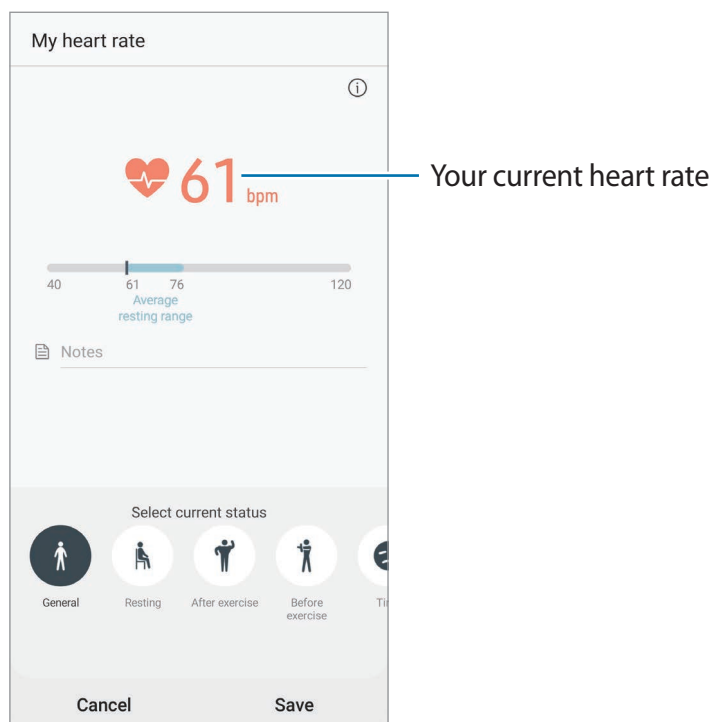 My heart rate
61 bpm
Your current heart rate
40 61 76 120
Average
resting range
Notes
Select current status
General Resting After exercise Before
exercise
Cancel Save